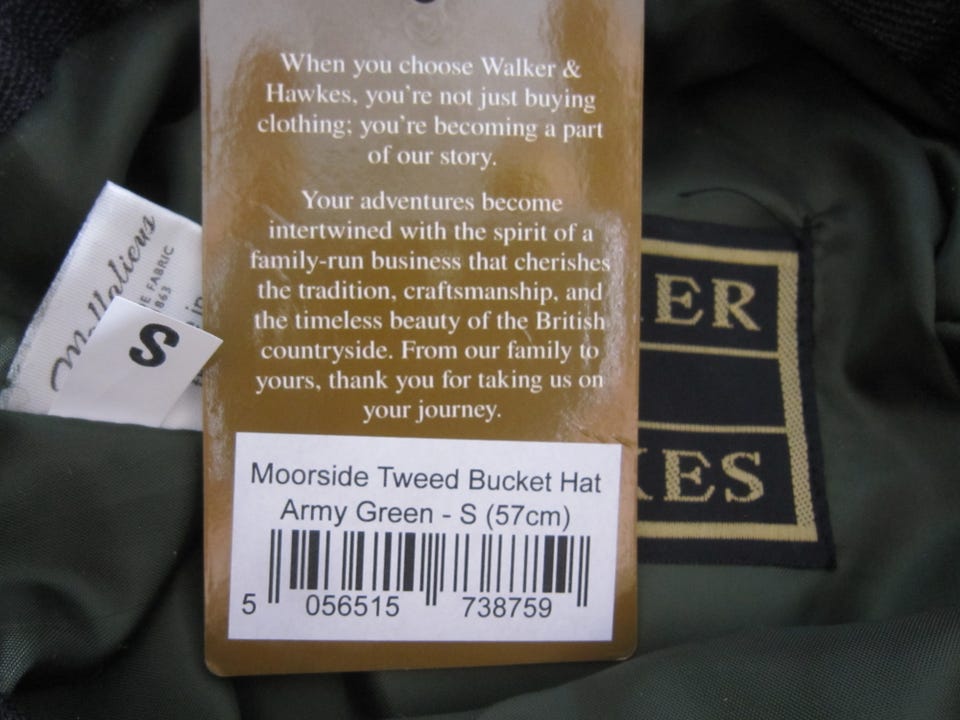 When you choose Walker &
Hawkes, you're not just buying
clothing; you're becoming a part
of our story.
Your adventures become
intertwined with the spirit of a
family-run business that cherishes
the tradition, craftsmanship, and
the timeless beauty of the British
countryside. From our family to
yours, thank you for taking us on
your journey.
Moorside Tweed Bucket Hat
Army Green - S (57cm)
5 056515 738759
S
FABRIC
ER
KES